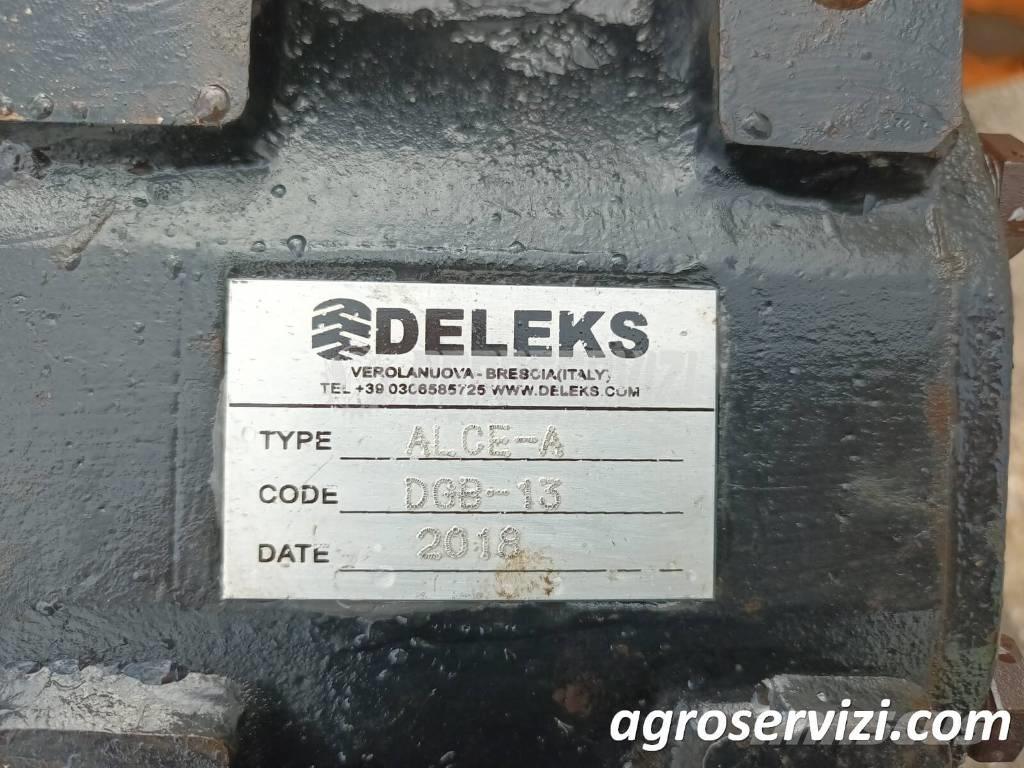 DELEKS
VEROLANUOVA - BRESCIA(ITALY)
TEL +39 0306585725 WWW.DELEKS.COM
TYPE ALCE-A
CODE DGB-13
DATE 2018
agroservizi.com